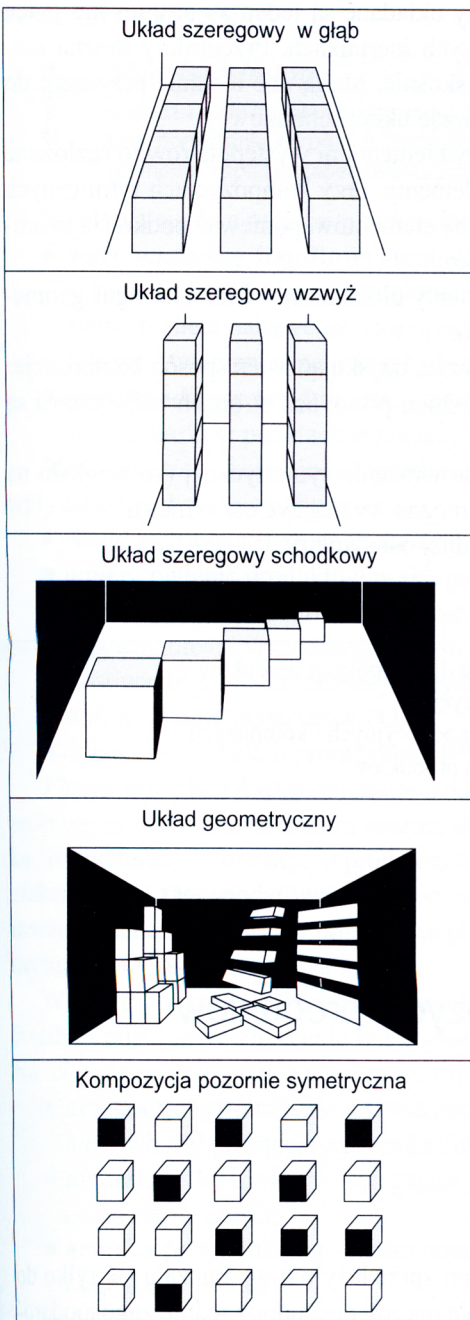 Układ szeregowy w głąb
Układ szeregowy wzwyż
Układ szeregowy schodkowy
Układ geometryczny
Kompozycja pozornie symetryczna